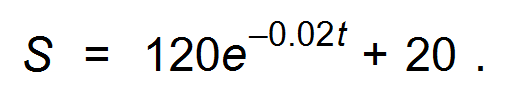 S = 120e^{–0.02t} + 20 .